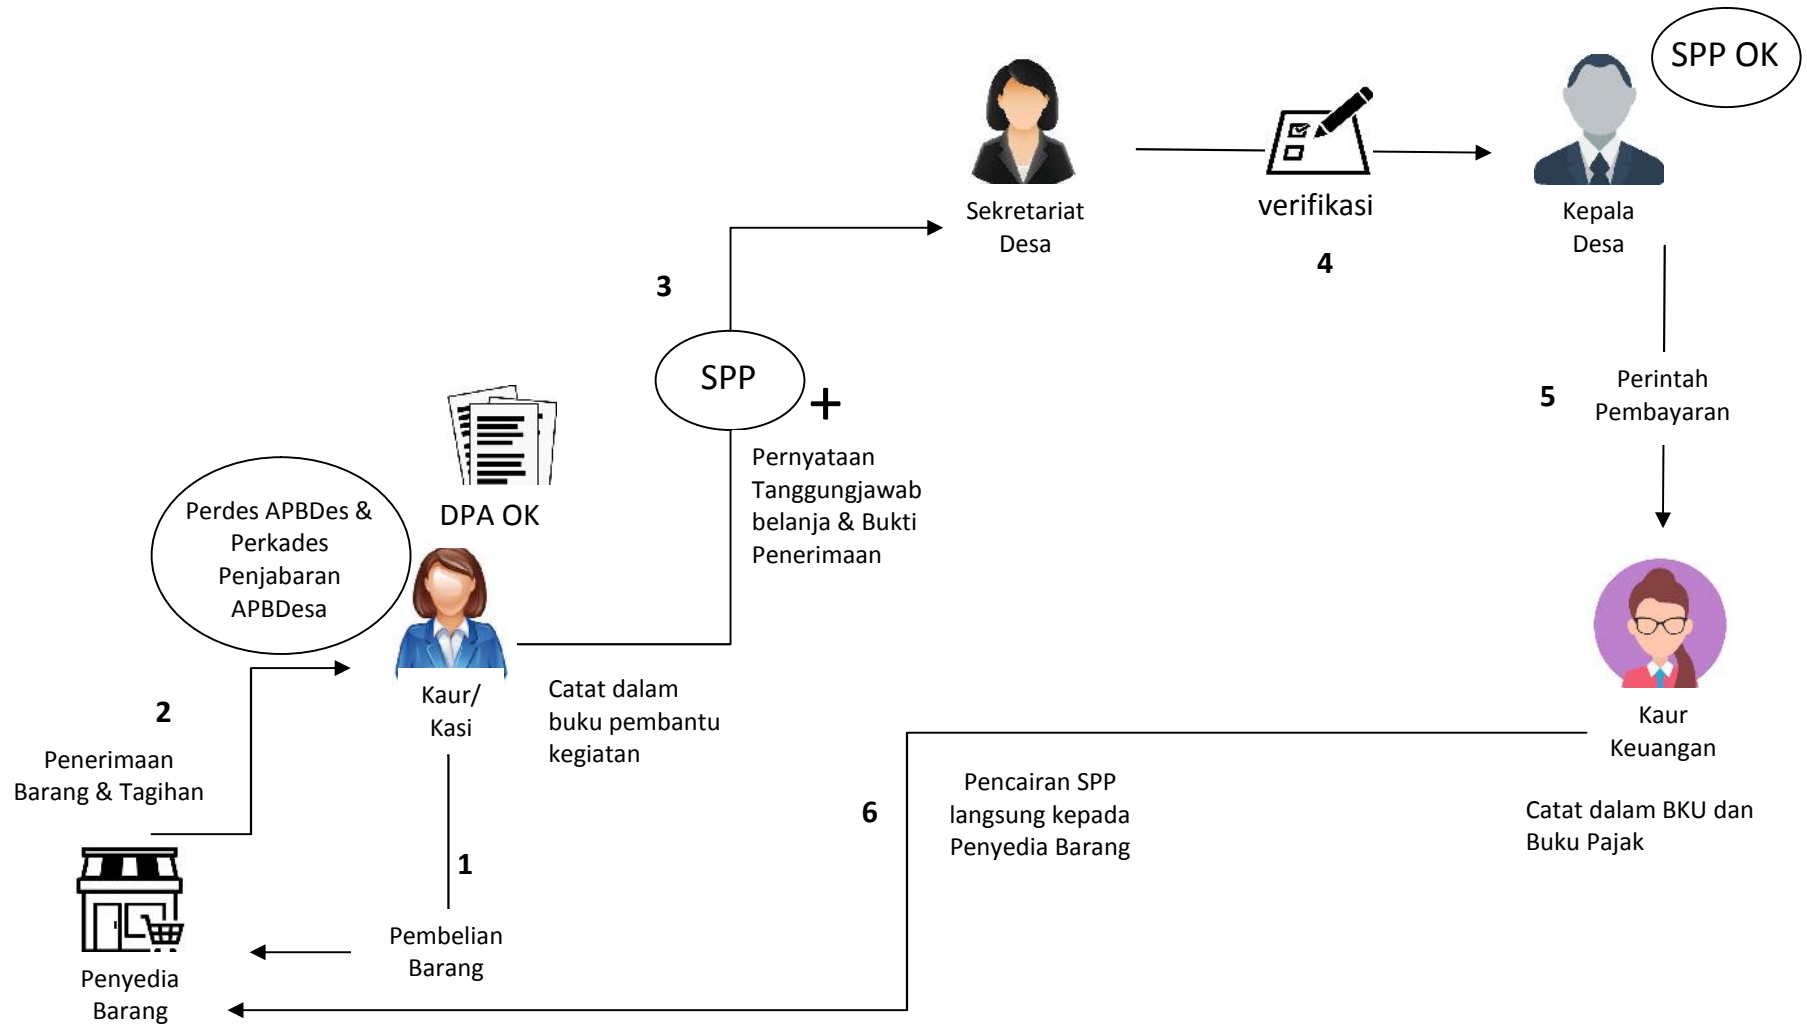 SPP OK
Sekretariat
Desa
verifikasi
4
Kepala
Desa
3
SPP
+
Pernyataan
Tanggungjawab
belanja & Bukti
Penerimaan
5
Perintah
Pembayaran
DPA OK
Perdes APBDes &
Perkades
Penjabaran
APBDesa
Kaur/
Kasi
Catat dalam
buku pembantu
kegiatan
2
Penerimaan
Barang & Tagihan
1
Pembelian
Barang
Penyedia
Barang
Kaur
Keuangan
Catat dalam BKU dan
Buku Pajak
6
Pencairan SPP
langsung kepada
Penyedia Barang